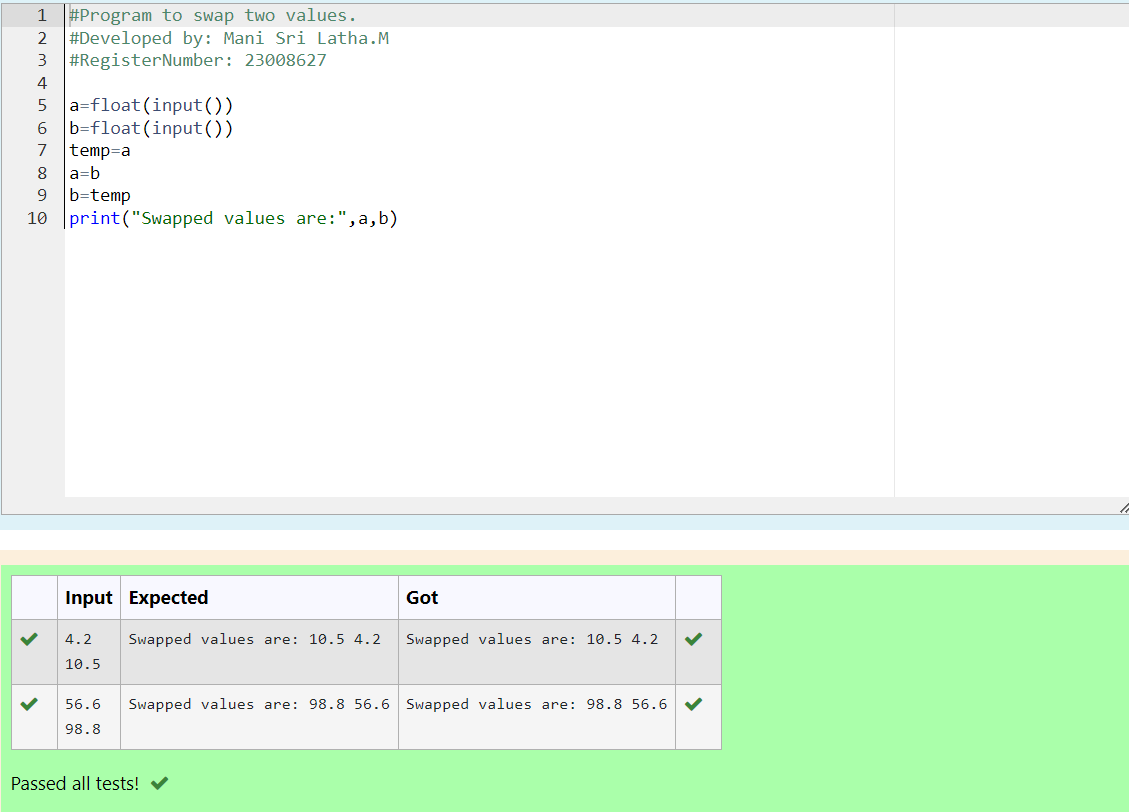 1 #Program to swap two values.
2 #Developed by: Mani Sri Latha.M
3 #RegisterNumber: 23008627
4
5 a=float(input())
6 b=float(input())
7 temp=a
8 a=b
9 b=temp
10 print("Swapped values are:",a,b)
Input Expected Got
4.2 Swapped values are: 10.5 4.2 Swapped values are: 10.5 4.2
10.5
56.6 Swapped values are: 98.8 56.6 Swapped values are: 98.8 56.6
98.8
Passed all tests!